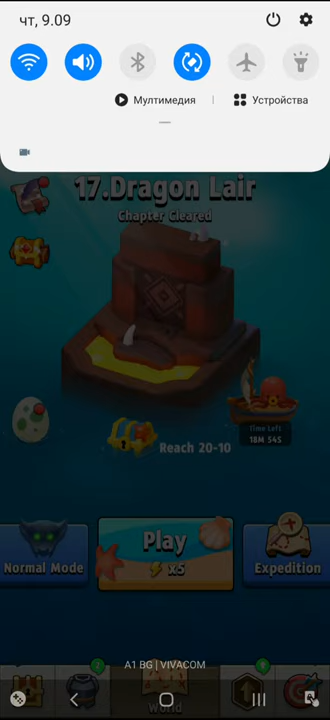 чт, 9.09
Мултимедия
Устройства
17.Dragon Lair
Chapter Cleared
Time Left
18M 54S
Reach 20-10
Normal Mode
Play
x5
Expedition
A1 BG | VIVACOM
World